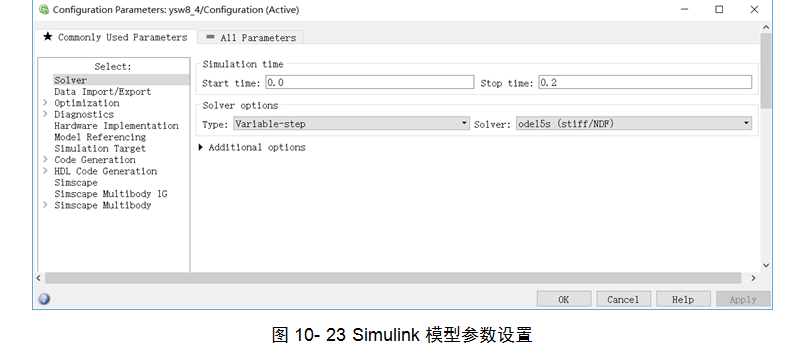 Configuration Parameters: ysw8_4/Configuration (Active)
★ Commonly Used Parameters
All Parameters
Select:
Solver
Data Import/Export
Optimization
Diagnostics
Hardware Implementation
Model Referencing
Simulation Target
Code Generation
HDL Code Generation
Simscape
Simscape Multibody 1G
Simscape Multibody
Simulation time
Start time: 0.0
Stop time: 0.2
Solver options
Type: Variable-step
Solver: ode15s (stiff/NDF)
Additional options
OK
Cancel
Help
Apply
图 10- 23 Simulink 模型参数设置